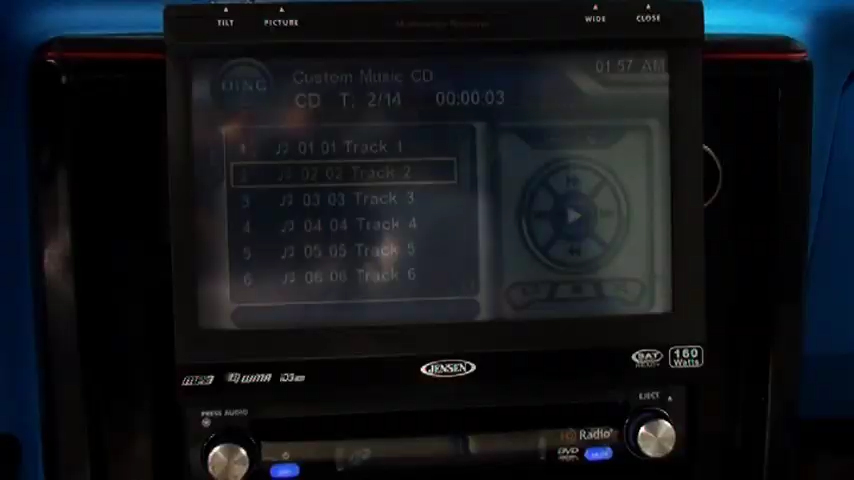 TILT
PICTURE
WIDE
CLOSE
DISC
Custom Music CD
01:57 AM
CD T: 2/14 00:00:03
1 01 01 Track 1
2 02 02 Track 2
3 03 03 Track 3
4 04 04 Track 4
5 05 05 Track 5
6 06 06 Track 6
JENSEN
160 Watts
MP3 WMA ID3
PRESS AUDIO
EJECT
HD Radio
DVD